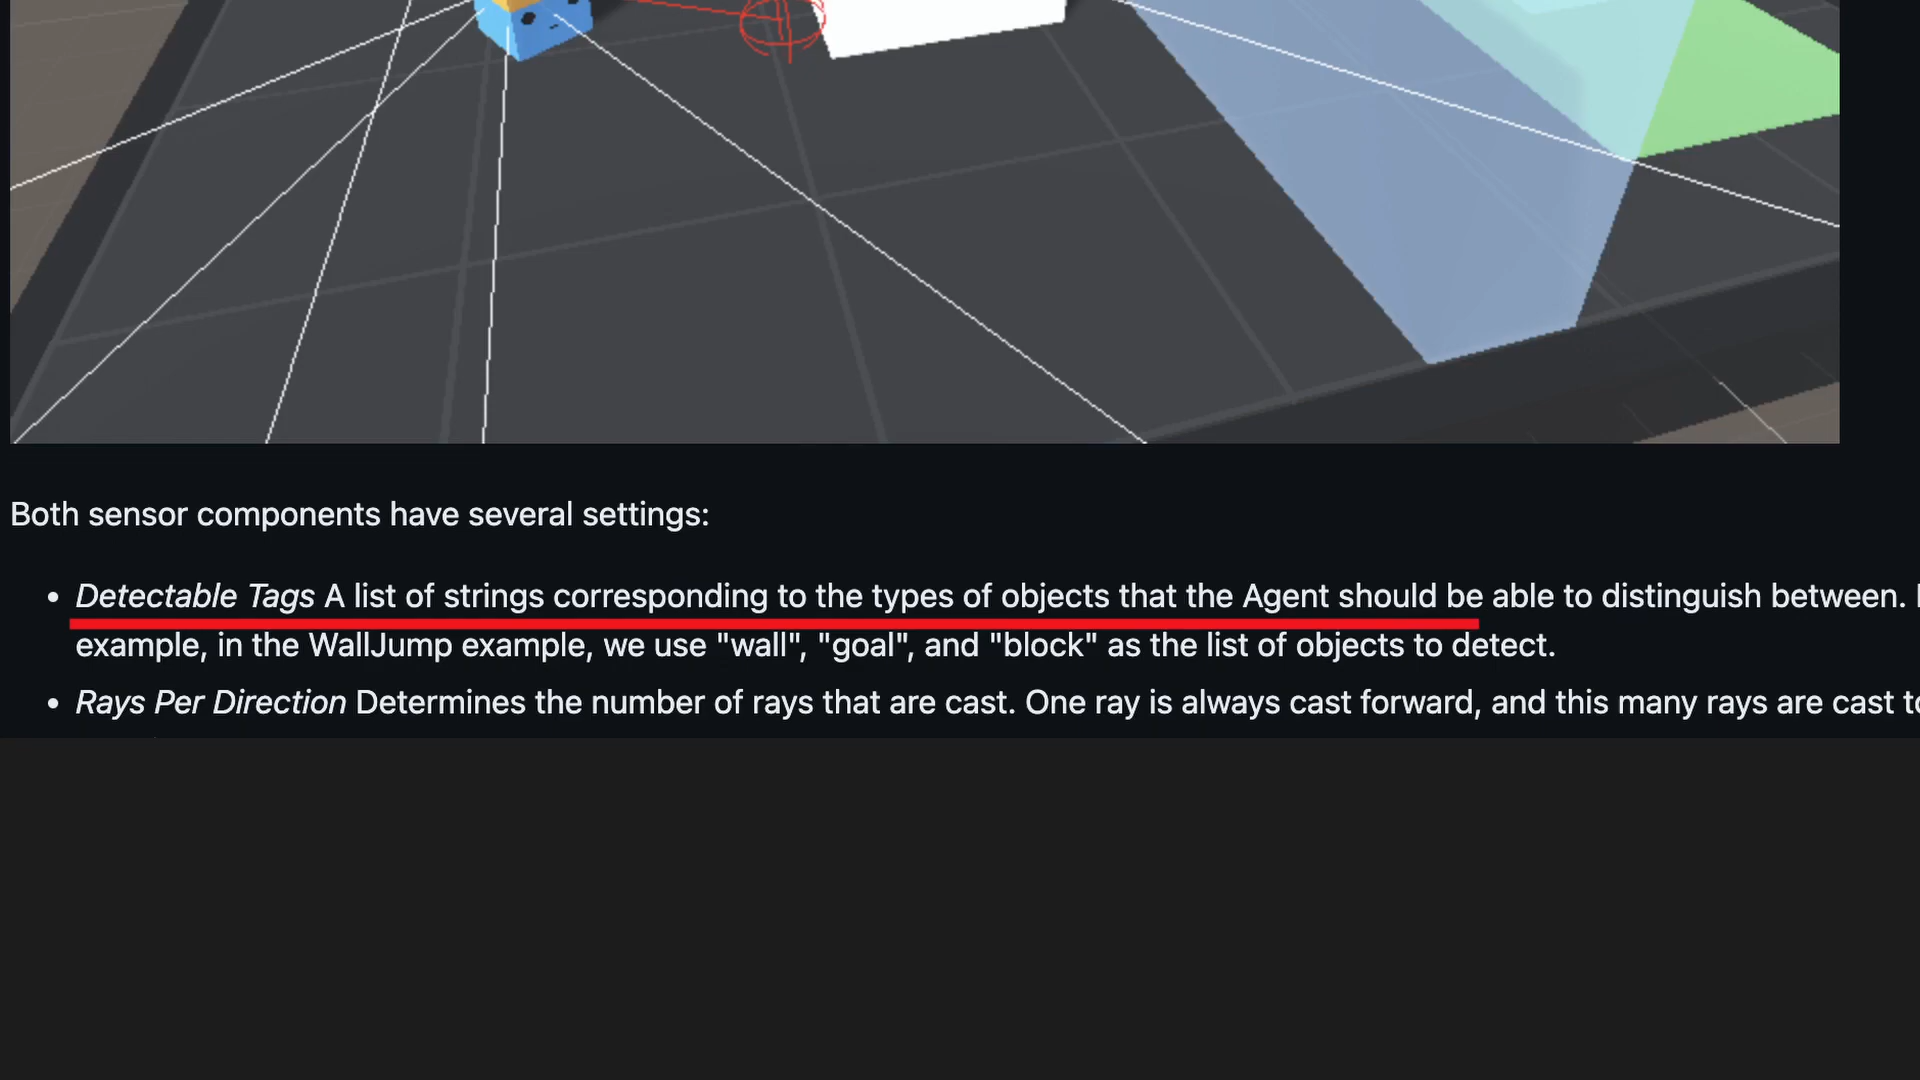 Both sensor components have several settings:
• Detectable Tags A list of strings corresponding to the types of objects that the Agent should be able to distinguish between.
example, in the WallJump example, we use "wall", "goal", and "block" as the list of objects to detect.
• Rays Per Direction Determines the number of rays that are cast. One ray is always cast forward, and this many rays are cast